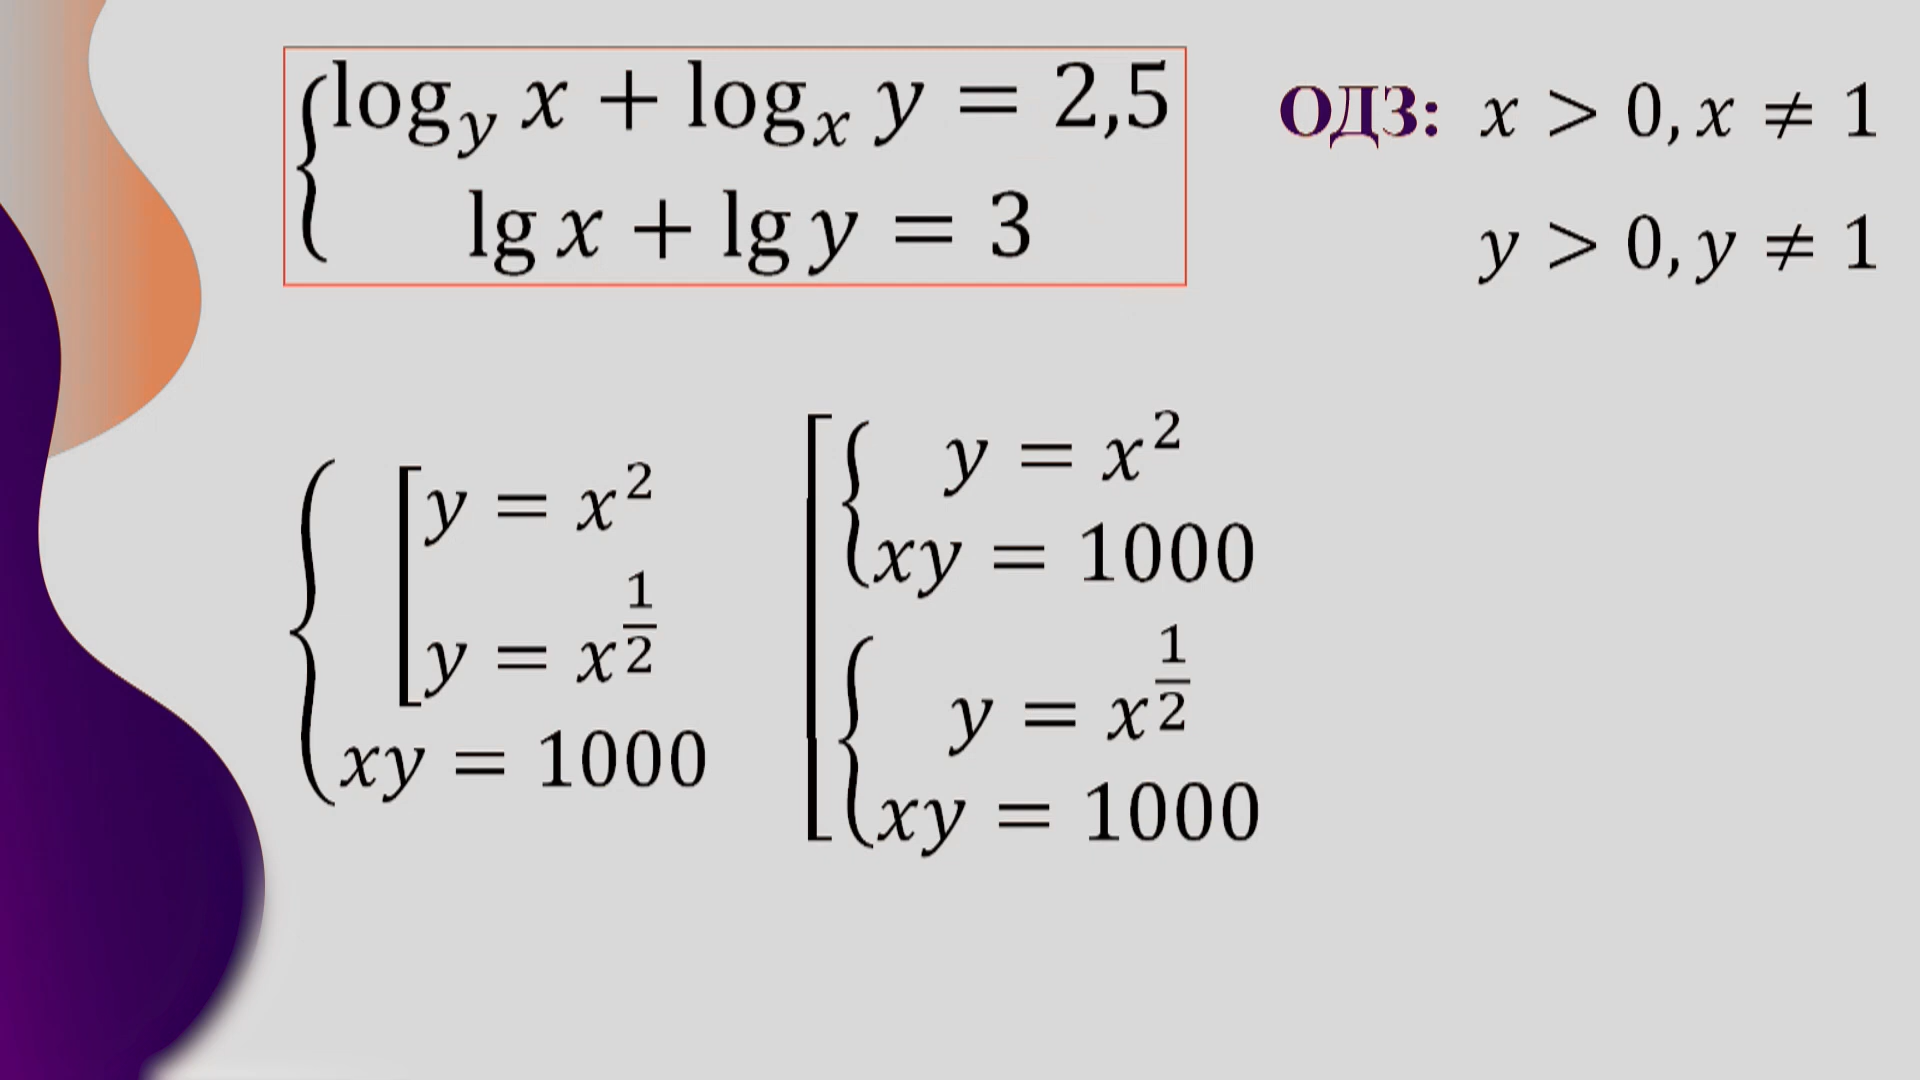 log_y x + log_x y = 2,5
lg x + lg y = 3
ОДЗ: x > 0, x ≠ 1
y > 0, y ≠ 1
y = x^2
y = x^{1/2}
xy = 1000
y = x^2
xy = 1000
y = x^{1/2}
xy = 1000